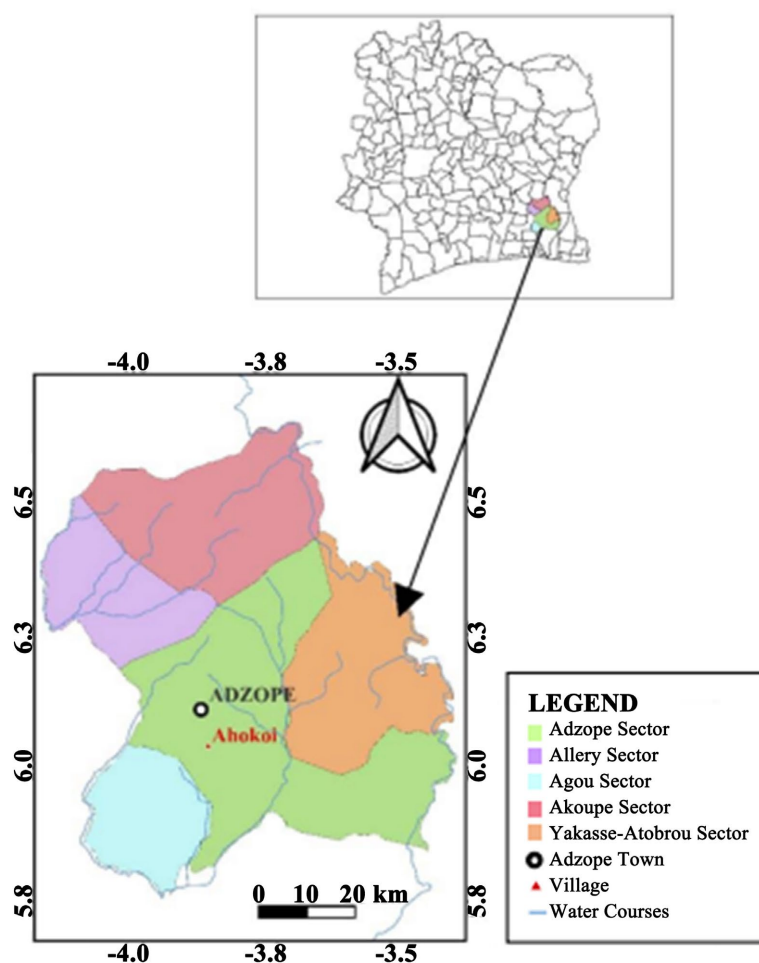 -4.0 -3.8 -3.5
6.5 6.5
6.3 6.3
ADZOPE
Ahokoi
6.0 6.0
5.8 5.8
0 10 20 km
-4.0 -3.8 -3.5
LEGEND
Adzope Sector
Allery Sector
Agou Sector
Akoupe Sector
Yakasse-Atobrou Sector
Adzope Town
Village
Water Courses